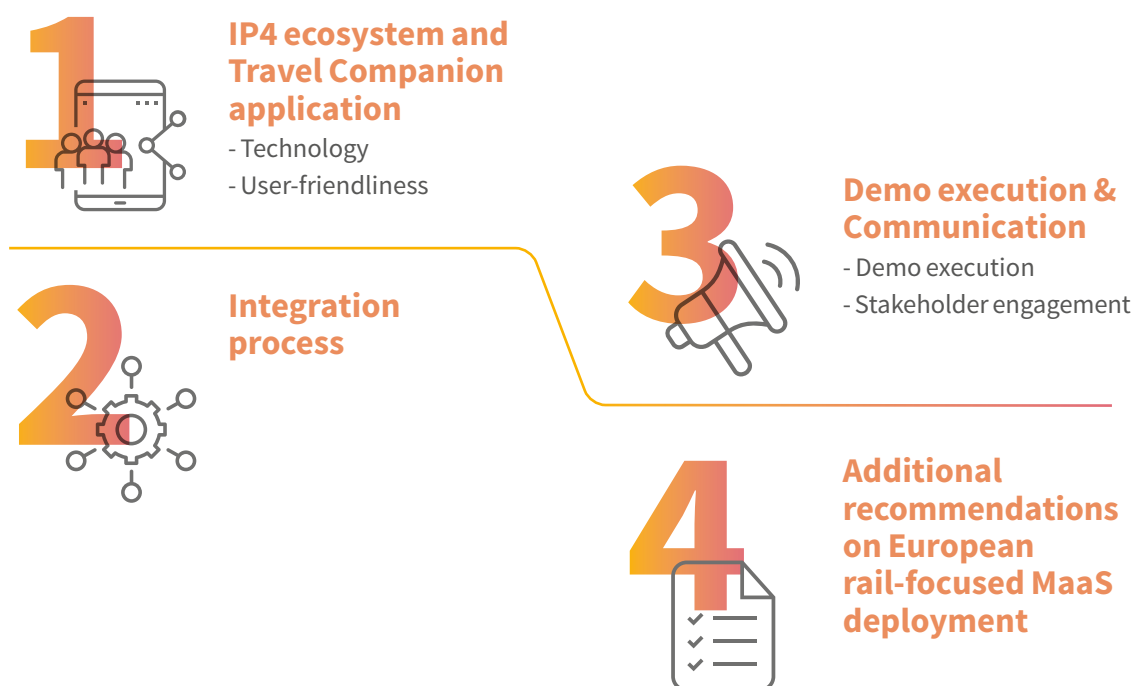 1
IP4 ecosystem and
Travel Companion
application
- Technology
- User-friendliness
2
Integration
process
3
Demo execution &
Communication
- Demo execution
- Stakeholder engagement
4
Additional
recommendations
on European
rail-focused MaaS
deployment